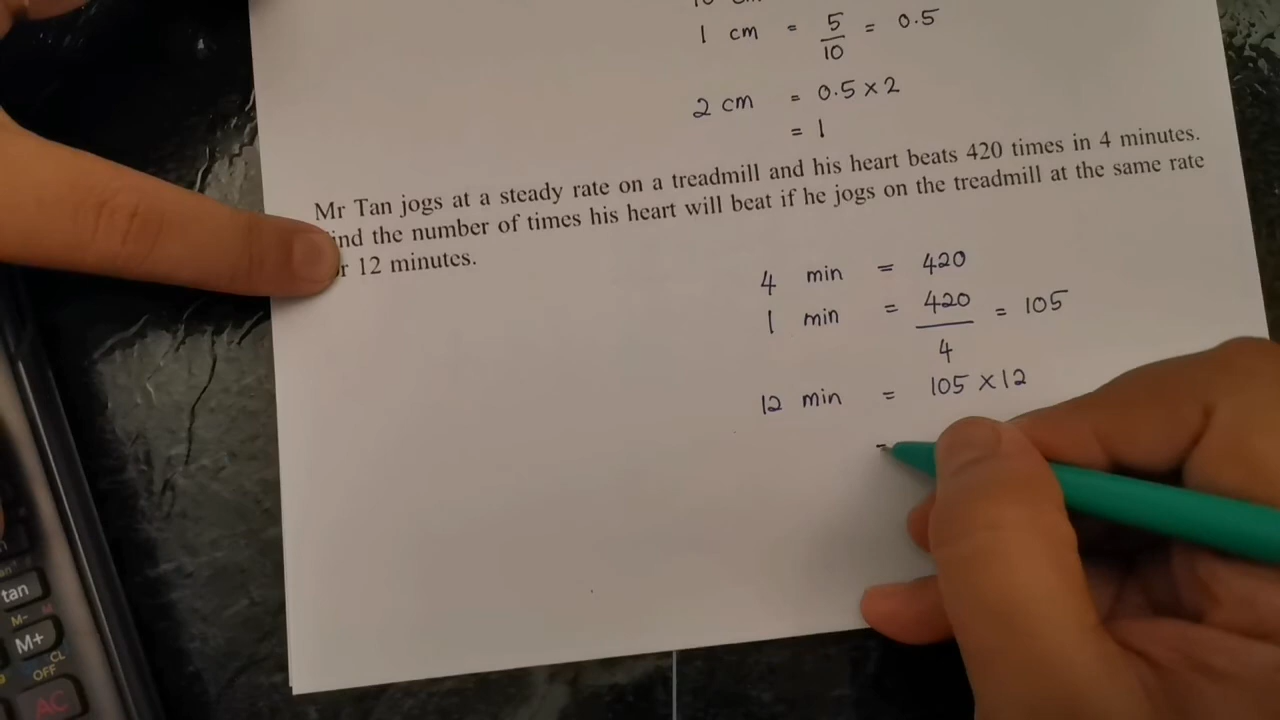 1 cm = 5/10 = 0.5
2 cm = 0.5 × 2
= 1
Mr Tan jogs at a steady rate on a treadmill and his heart beats 420 times in 4 minutes.
ind the number of times his heart will beat if he jogs on the treadmill at the same rate
r 12 minutes.
4 min = 420
1 min = 420/4 = 105
12 min = 105 × 12
=
tan
M-
M
M+
CL
OFF
AC